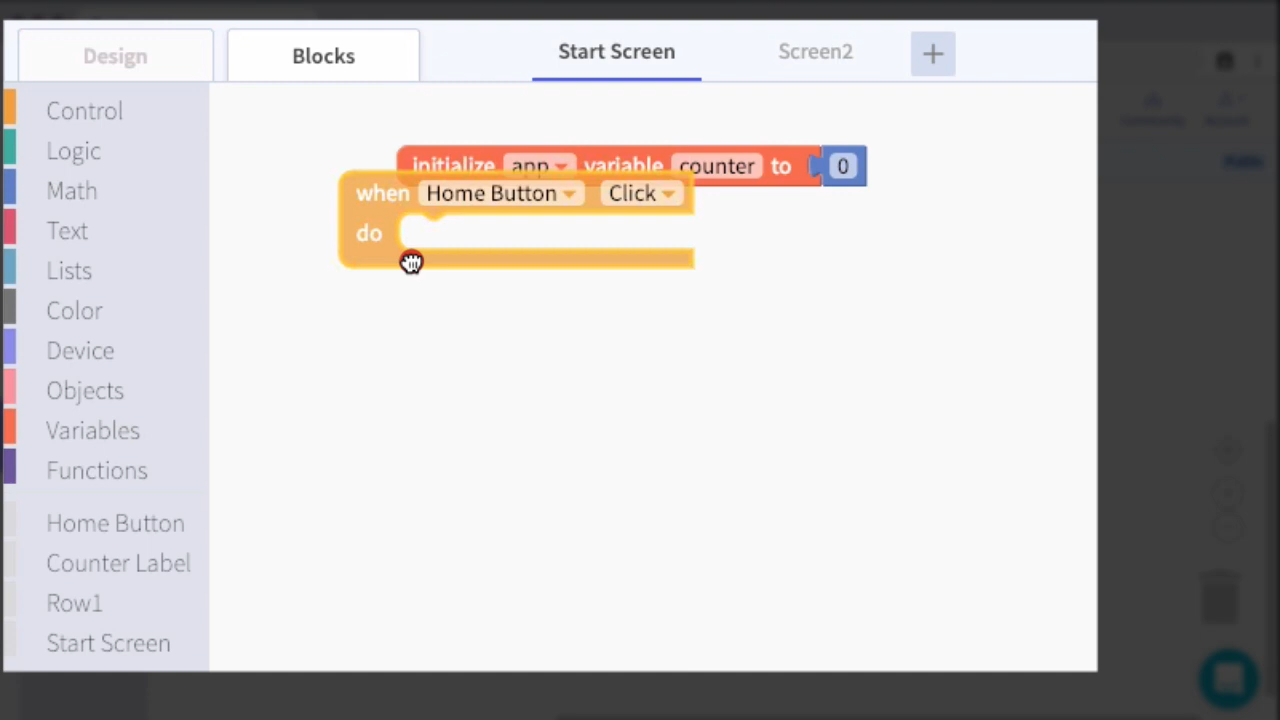 Design Blocks Start Screen Screen2 +
Control
Logic
Math
Text
Lists
Color
Device
Objects
Variables
Functions
Home Button
Counter Label
Row1
Start Screen
initialize app variable counter to 0
when Home Button Click
do